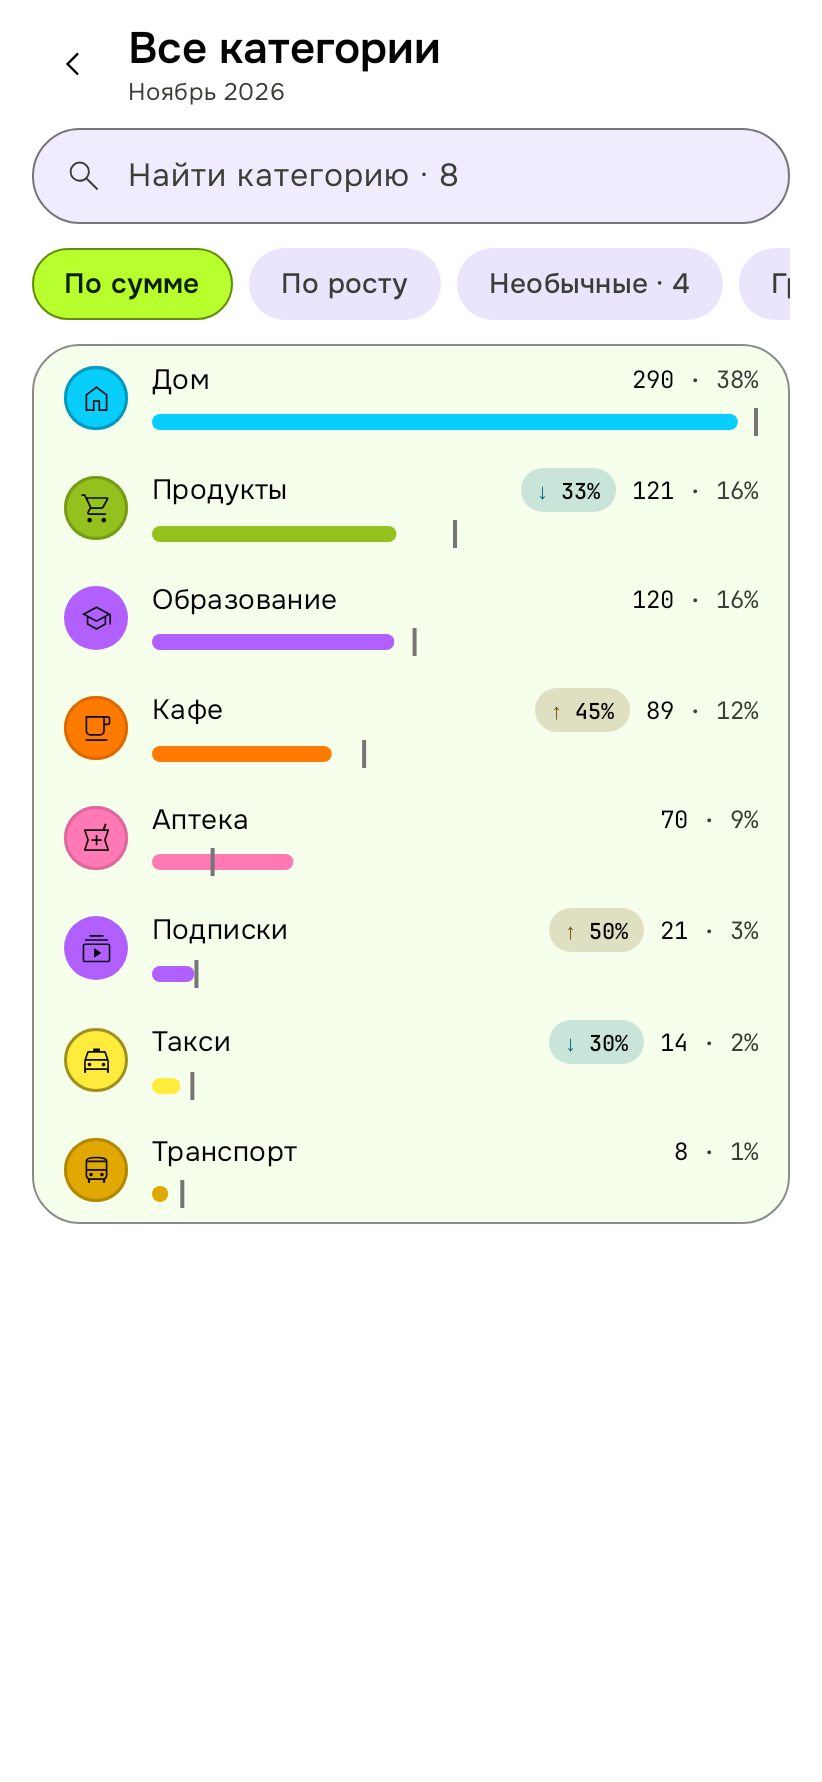 Все категории
Ноябрь 2026
Найти категорию · 8
По сумме
По росту
Необычные · 4
Дом
290 · 38%
Продукты
↓ 33%
121 · 16%
Образование
120 · 16%
Кафе
↑ 45%
89 · 12%
Аптека
70 · 9%
Подписки
↑ 50%
21 · 3%
Такси
↓ 30%
14 · 2%
Транспорт
8 · 1%